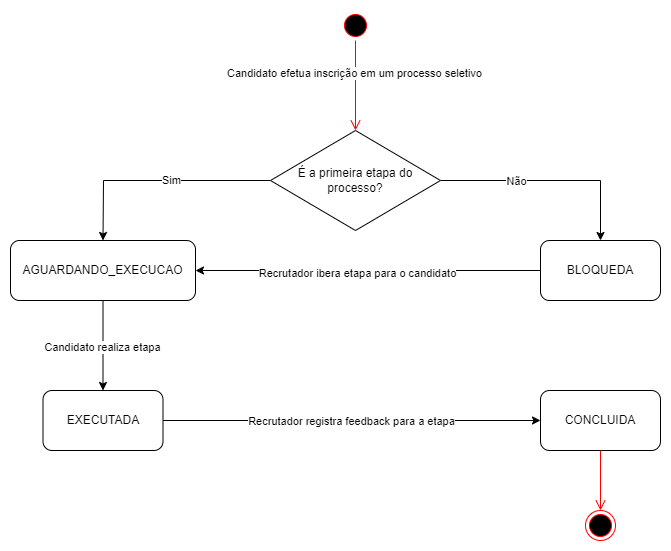 Candidato efetua inscrição em um processo seletivo
É a primeira etapa do
processo?
Sim
Não
AGUARDANDO_EXECUCAO
Recrutador ibera etapa para o candidato
BLOQUEDA
Candidato realiza etapa
EXECUTADA
Recrutador registra feedback para a etapa
CONCLUIDA